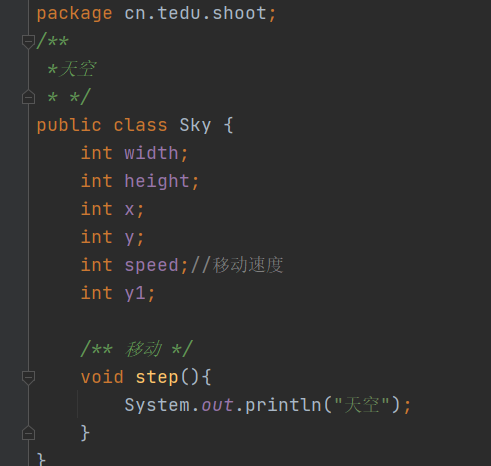 package cn.tedu.shoot;
/**
 *天空
 * */
public class Sky {
    int width;
    int height;
    int x;
    int y;
    int speed;//移动速度
    int y1;
    /** 移动 */
    void step(){
        System.out.println("天空");
    }
}